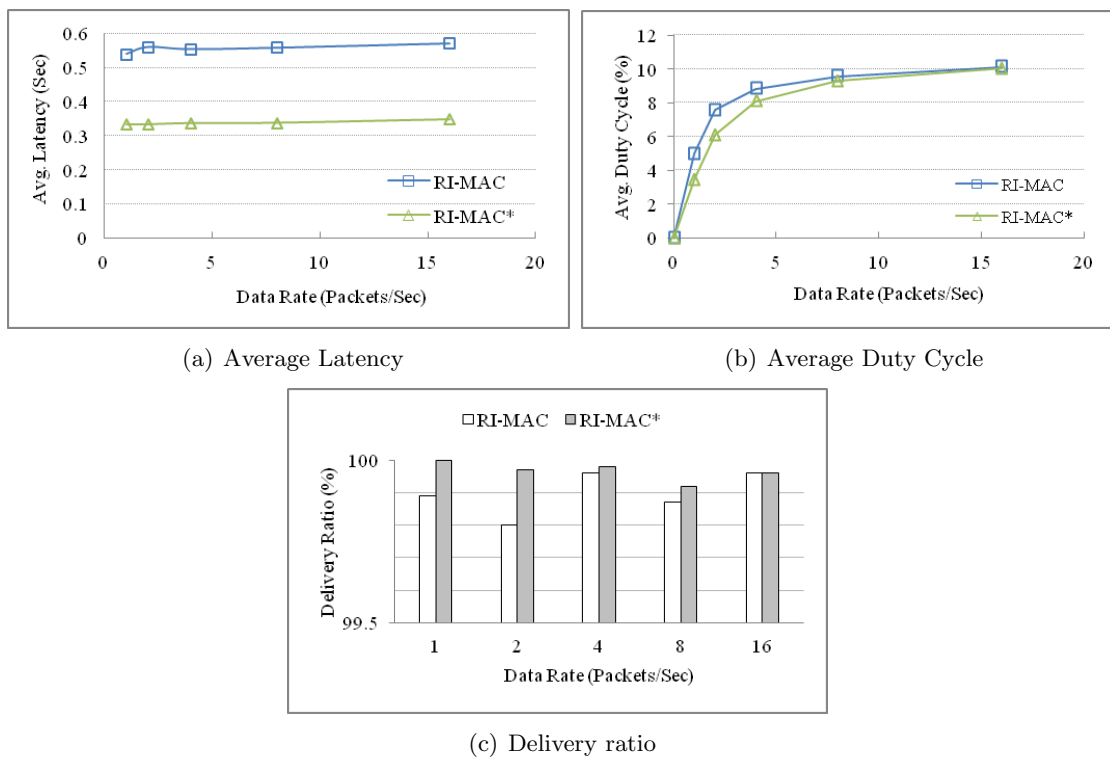 0.6
0.5
0.4
0.3
0.2
0.1
0
Avg. Latency (Sec)
RI-MAC
RI-MAC*
0 5 10 15 20
Data Rate (Packets/Sec)
(a) Average Latency
12
10
8
6
4
2
0
Avg. Duty Cycle (%)
RI-MAC
RI-MAC*
0 5 10 15 20
Data Rate (Packets/Sec)
(b) Average Duty Cycle
RI-MAC RI-MAC*
100
99.5
Delivery Ratio (%)
1 2 4 8 16
Data Rate (Packets/Sec)
(c) Delivery ratio